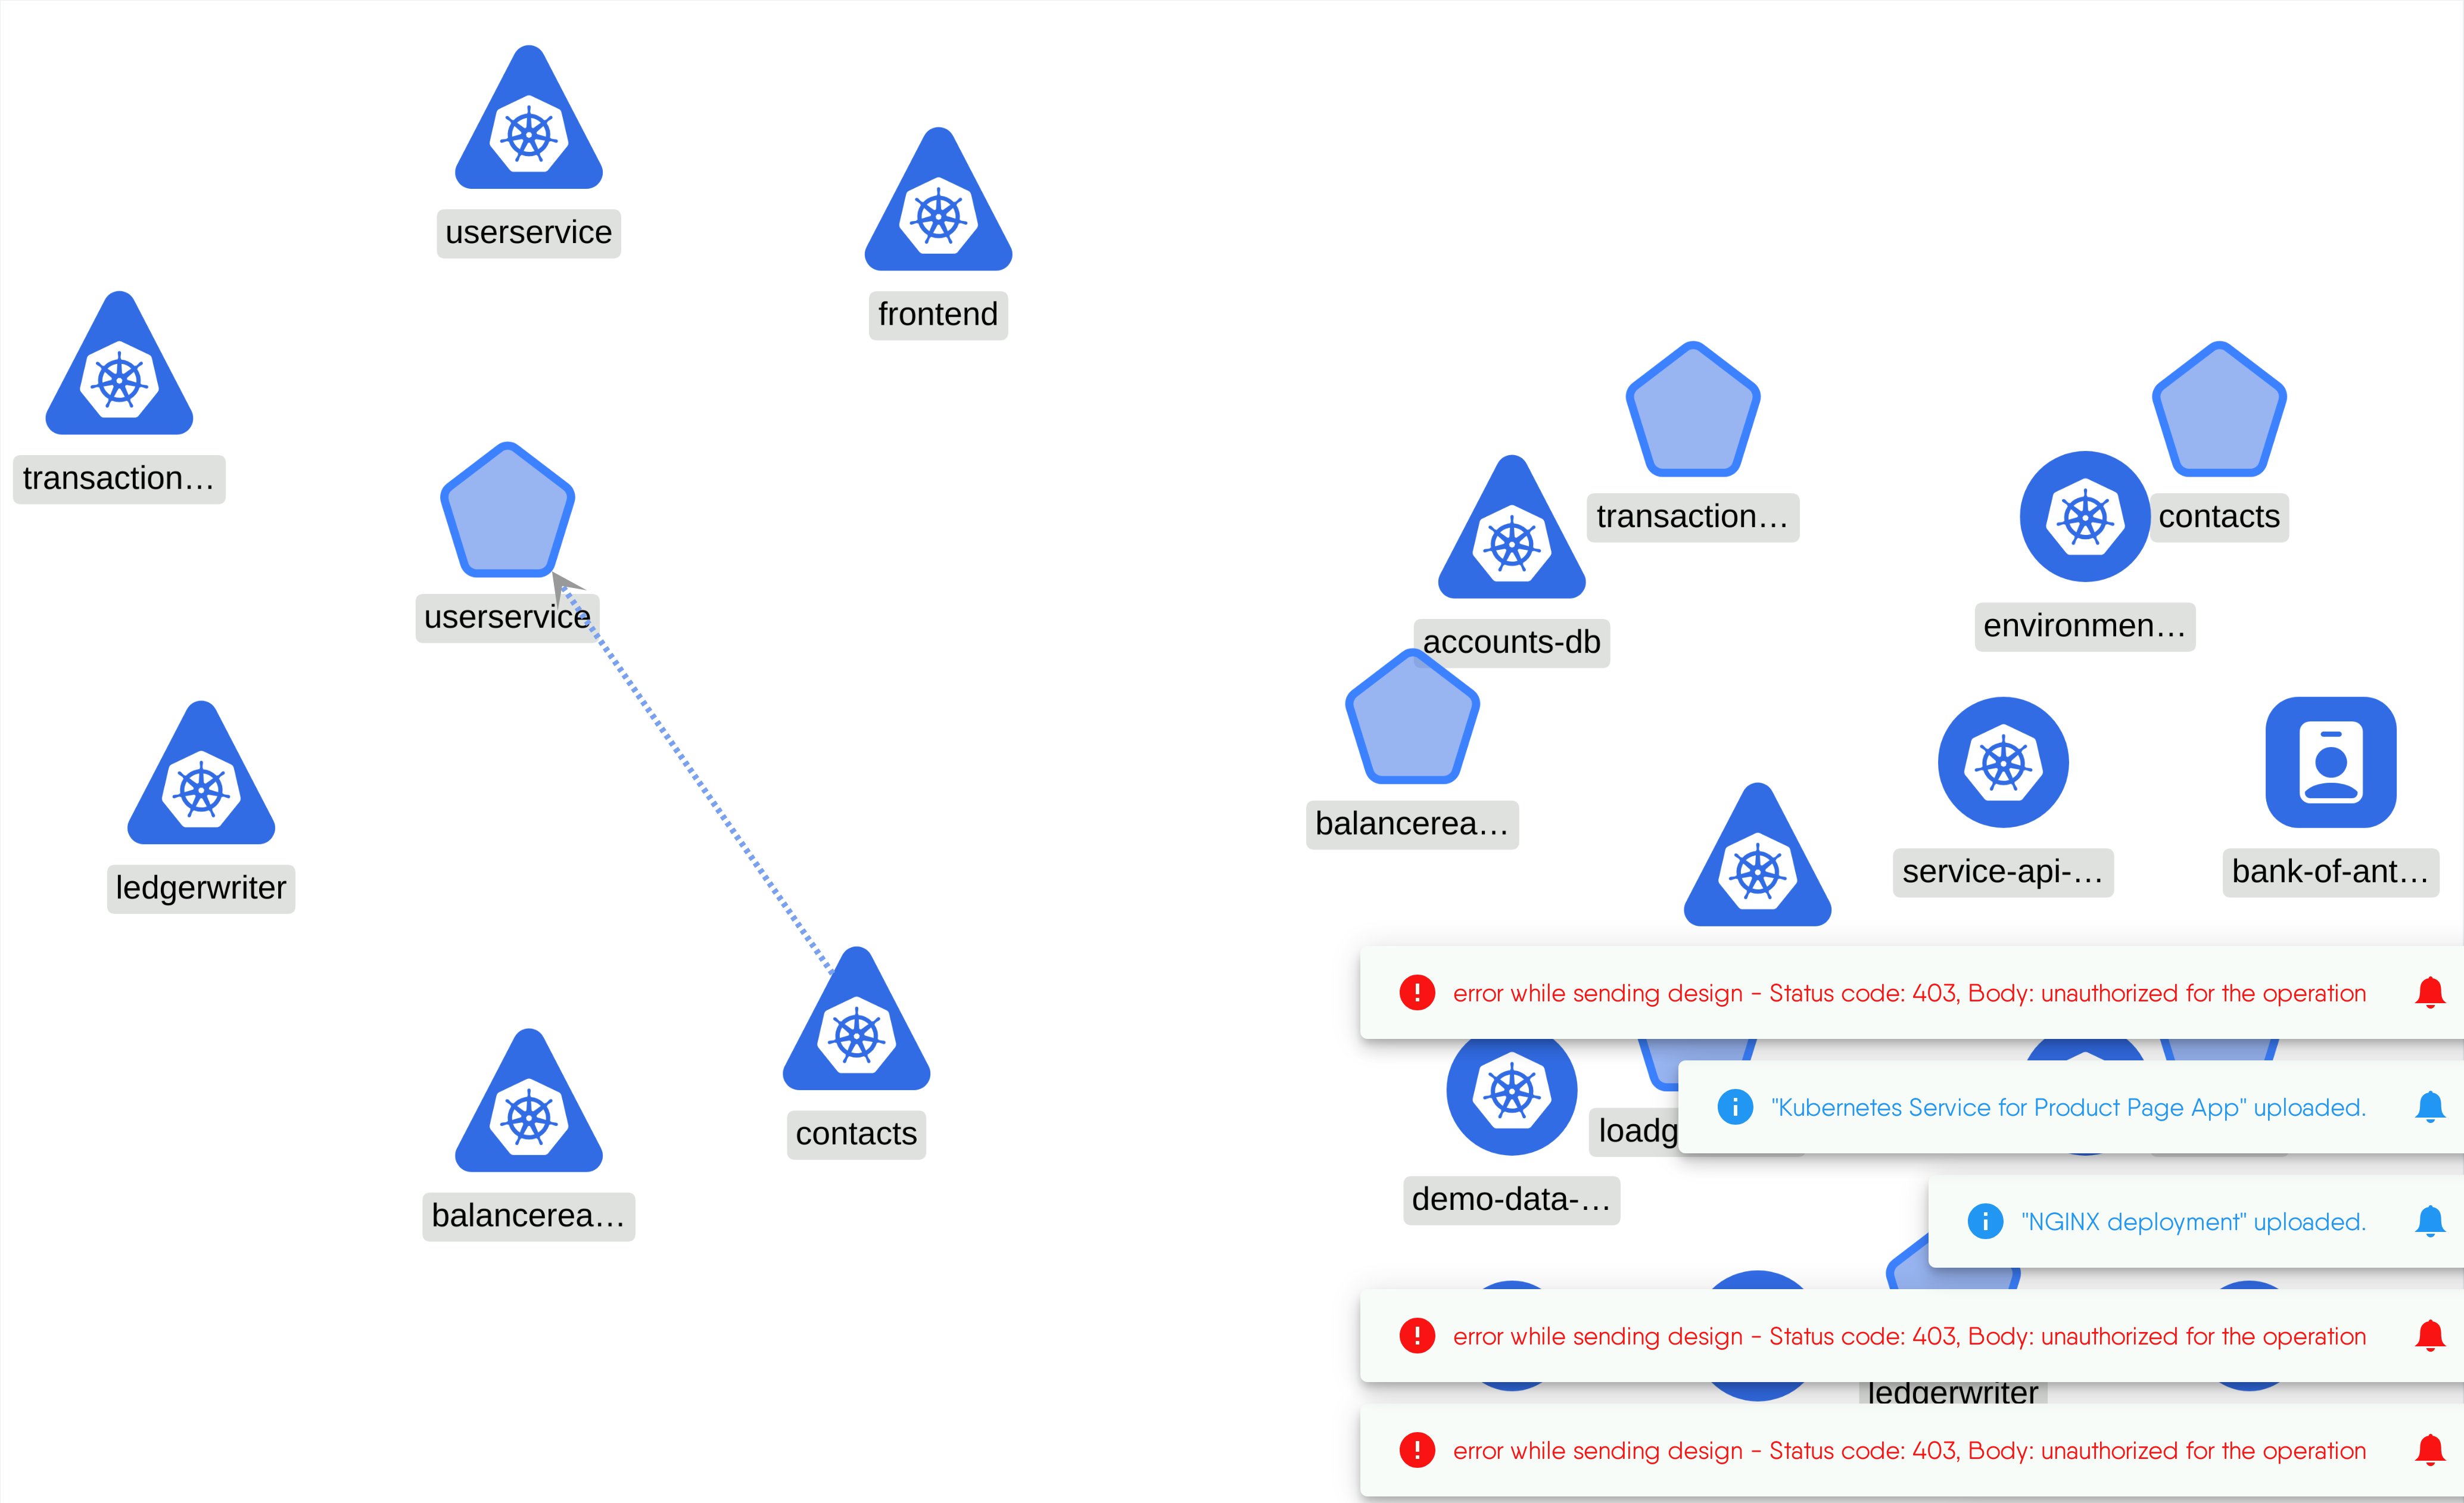 userservice
frontend
transaction…
transaction…
contacts
userservice
environmen…
accounts-db
balancerea…
service-api-…
bank-of-ant…
ledgerwriter
error while sending design - Status code: 403, Body: unauthorized for the operation
"Kubernetes Service for Product Page App" uploaded.
loadg
contacts
demo-data-…
balancerea…
"NGINX deployment" uploaded.
error while sending design - Status code: 403, Body: unauthorized for the operation
ledgerwriter
error while sending design - Status code: 403, Body: unauthorized for the operation